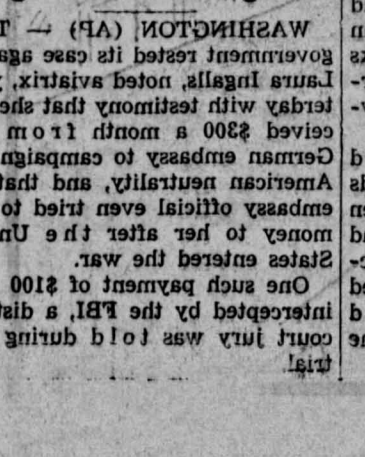 WASHINGTON, (AP) — T
government rested its case aga
Laura Ingalls, noted aviatrix,
terday with testimony that she
ceived $300 a month from
German embassy to campaign
American neutrality, and that
embassy official even tried to
money to her after the Un
States entered the war.
One such payment of $100
intercepted by the FBI, a dist
court jury was told during
trial.